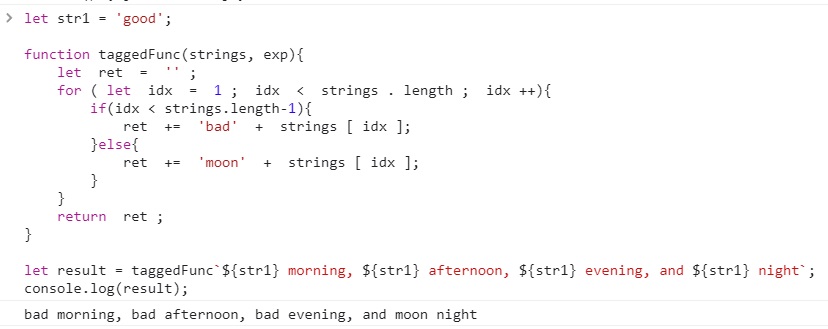 > let str1 = 'good';
function taggedFunc(strings, exp){
let ret = '' ;
for ( let idx = 1 ; idx < strings . length ; idx ++){
if(idx < strings.length-1){
ret += 'bad' + strings [ idx ];
}else{
ret += 'moon' + strings [ idx ];
}
}
return ret ;
}
let result = taggedFunc`${str1} morning, ${str1} afternoon, ${str1} evening, and ${str1} night`;
console.log(result);
bad morning, bad afternoon, bad evening, and moon night